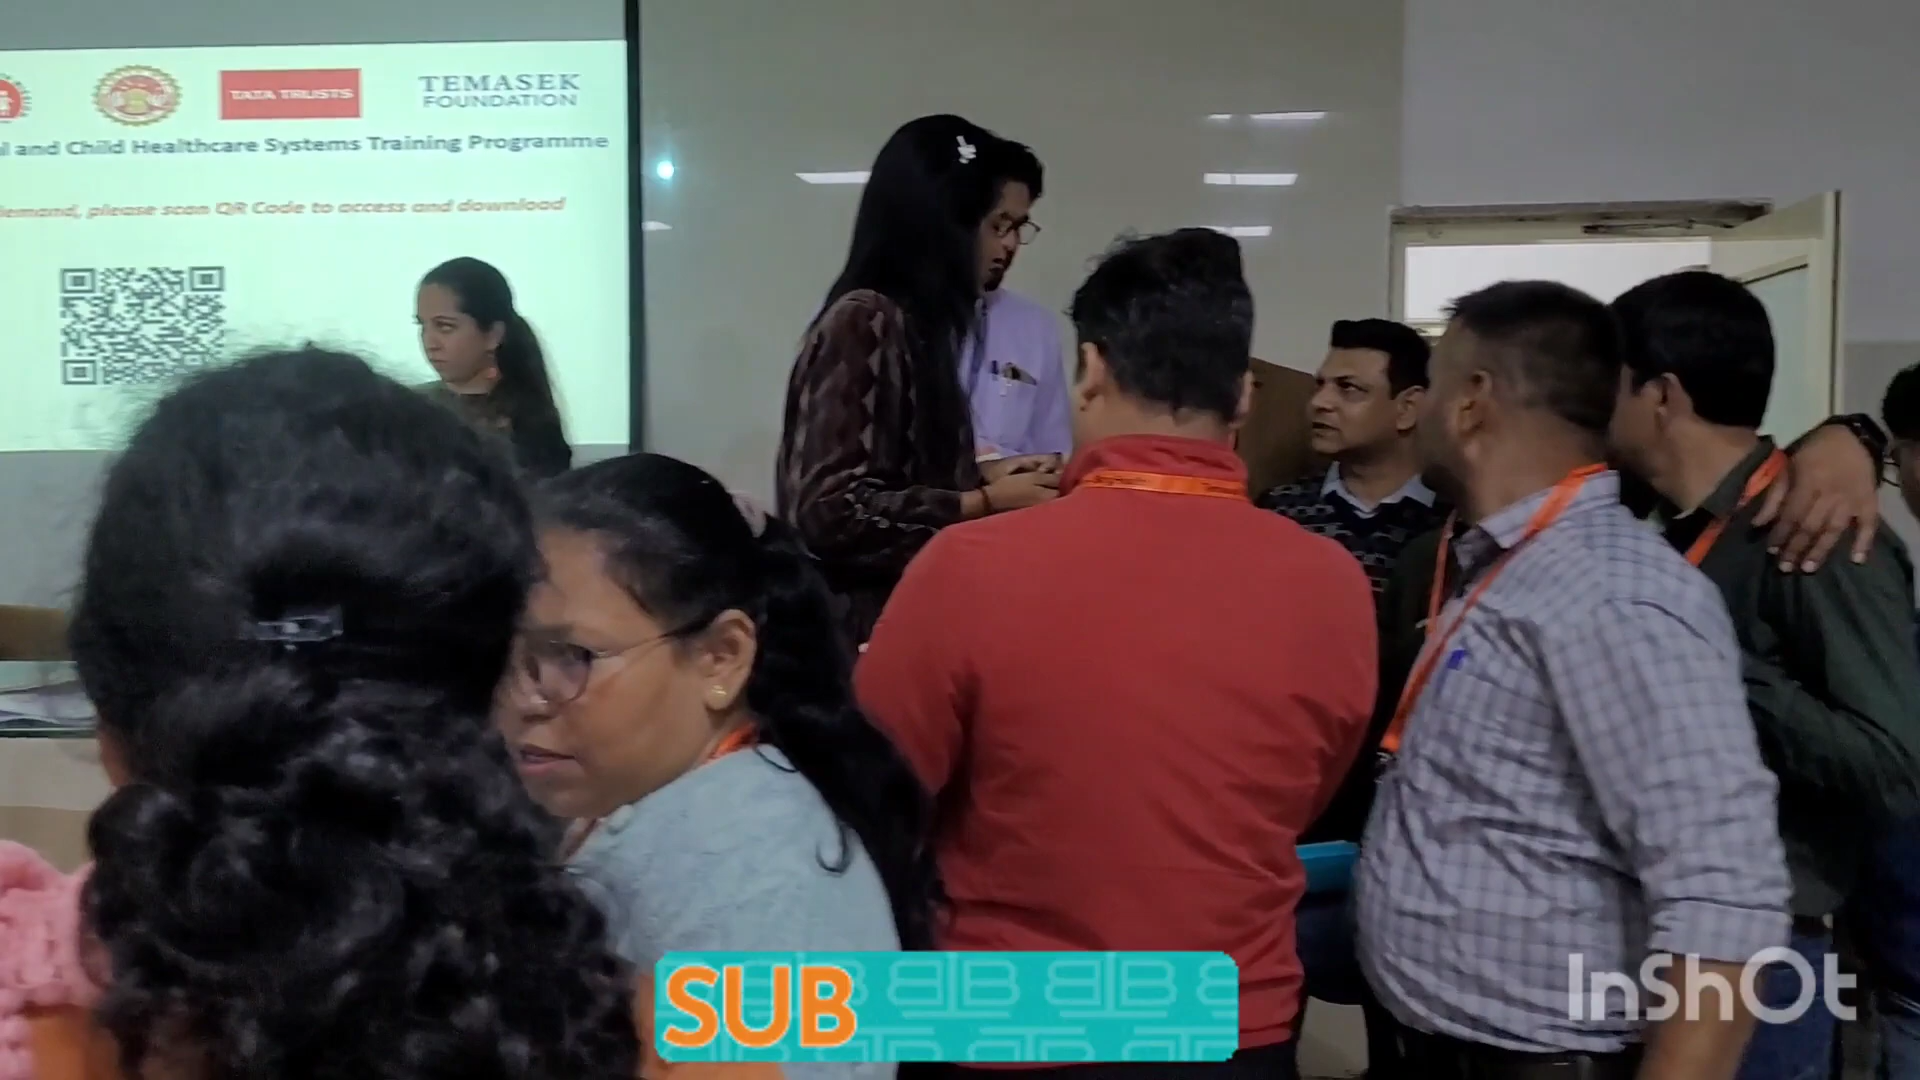 TATA TRUSTS
TEMASEK
FOUNDATION
and Child Healthcare Systems Training Programme
please scan QR Code to access and download
SUB
InShOt